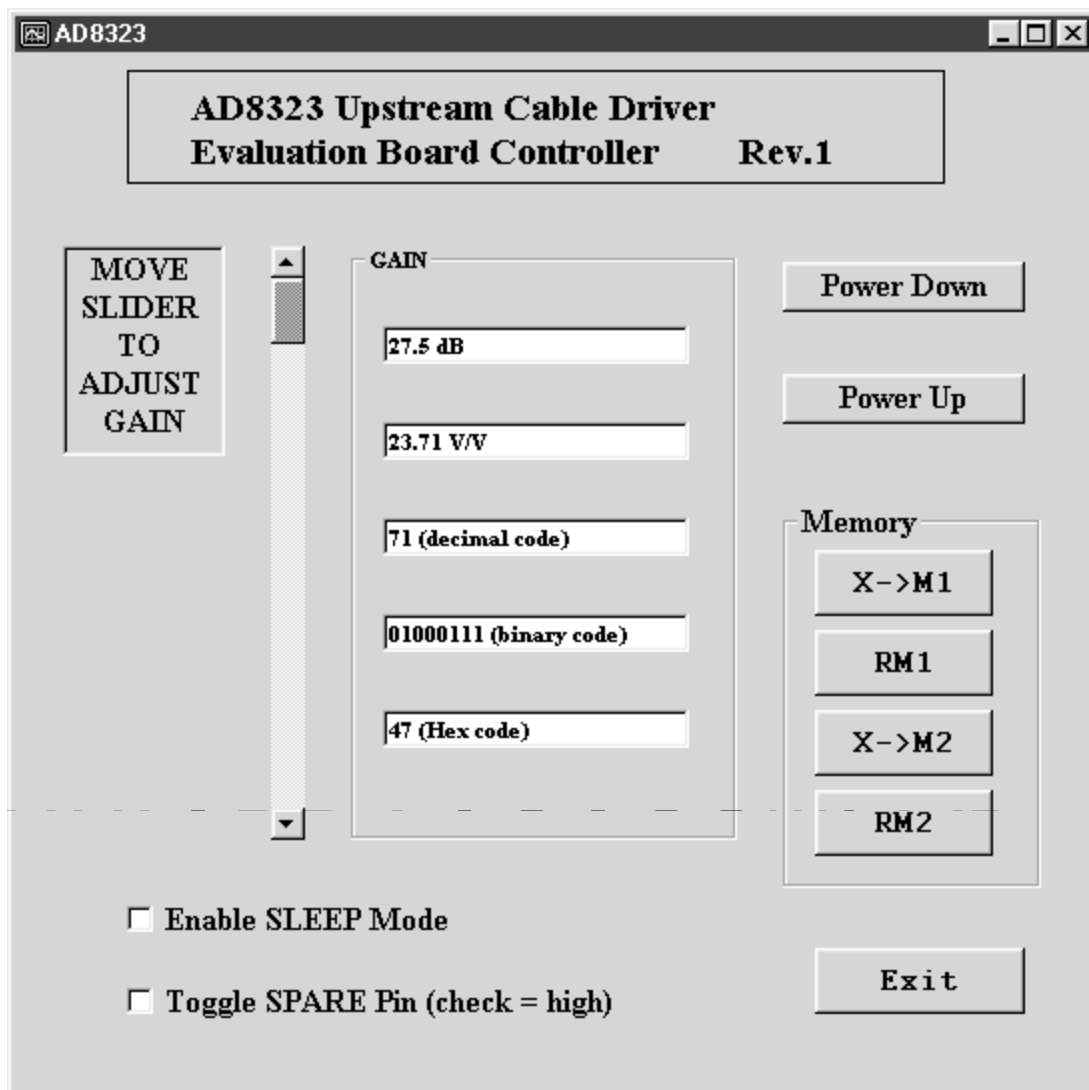 AD8323
AD8323 Upstream Cable Driver
Evaluation Board Controller Rev.1
MOVE
SLIDER
TO
ADJUST
GAIN
GAIN
27.5 dB
23.71 V/V
71 (decimal code)
01000111 (binary code)
47 (Hex code)
Power Down
Power Up
Memory
X->M1
RM1
X->M2
RM2
Enable SLEEP Mode
Toggle SPARE Pin (check = high)
Exit